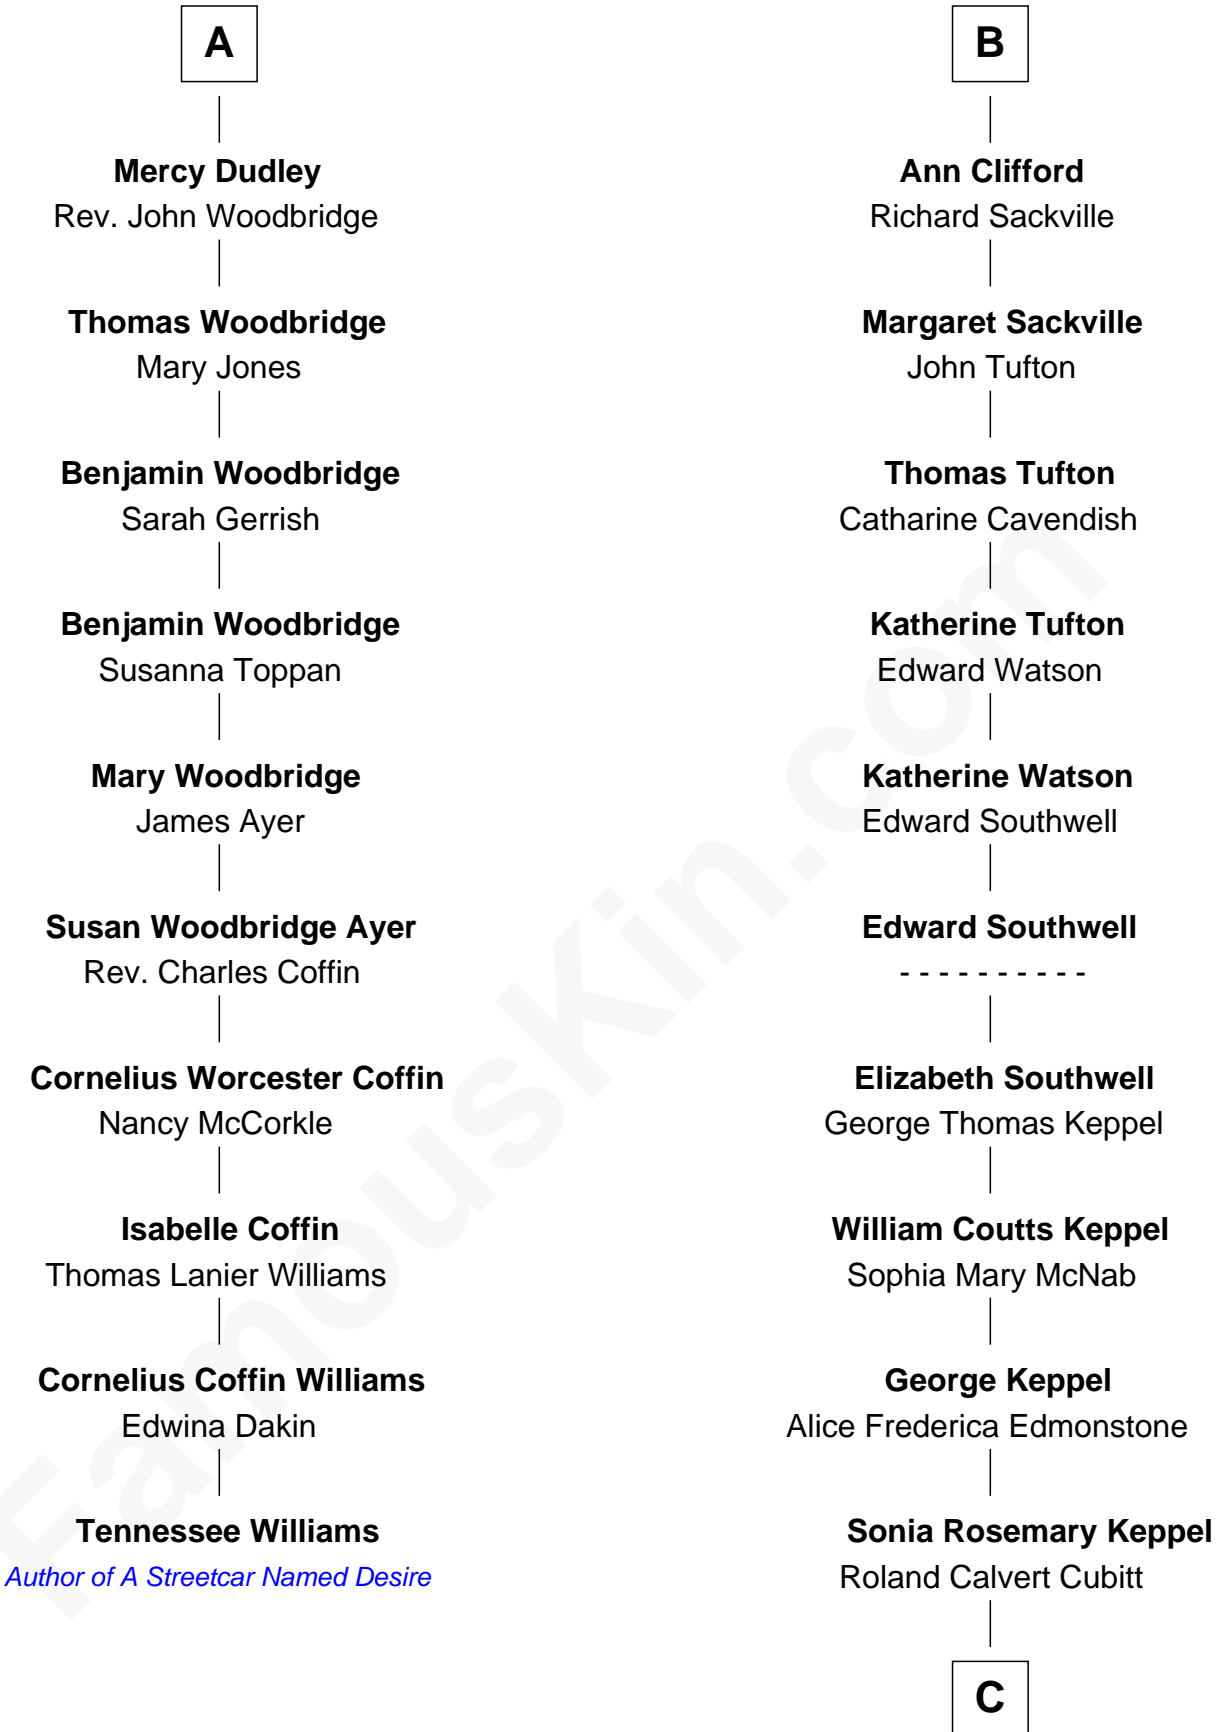 A
Mercy Dudley
Rev. John Woodbridge
Thomas Woodbridge
Mary Jones
Benjamin Woodbridge
Sarah Gerrish
Benjamin Woodbridge
Susanna Toppan
Mary Woodbridge
James Ayer
Susan Woodbridge Ayer
Rev. Charles Coffin
Cornelius Worcester Coffin
Nancy McCorkle
Isabelle Coffin
Thomas Lanier Williams
Cornelius Coffin Williams
Edwina Dakin
Tennessee Williams
Author of A Streetcar Named Desire
B
Ann Clifford
Richard Sackville
Margaret Sackville
John Tufton
Thomas Tufton
Catharine Cavendish
Katherine Tufton
Edward Watson
Katherine Watson
Edward Southwell
Edward Southwell
- - - - - - - - - -
Elizabeth Southwell
George Thomas Keppel
William Coutts Keppel
Sophia Mary McNab
George Keppel
Alice Frederica Edmonstone
Sonia Rosemary Keppel
Roland Calvert Cubitt
C
FamousKin.com